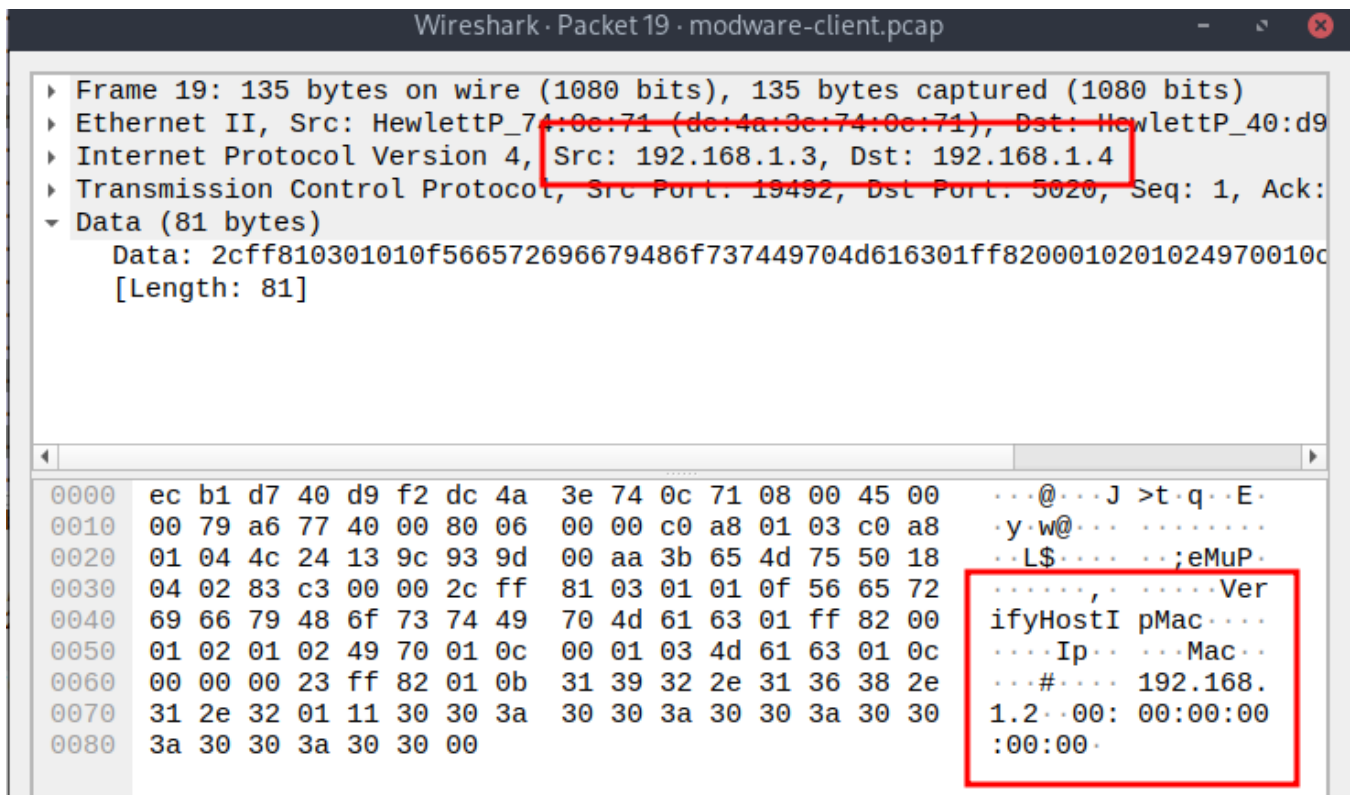 Wireshark · Packet 19 · modware-client.pcap
Frame 19: 135 bytes on wire (1080 bits), 135 bytes captured (1080 bits)
Ethernet II, Src: HewlettP_74:0c:71 (dc:4a:3e:74:0c:71), Dst: HewlettP_40:d9
Internet Protocol Version 4, Src: 192.168.1.3, Dst: 192.168.1.4
Transmission Control Protocol, Src Port: 19492, Dst Port: 5020, Seq: 1, Ack:
Data (81 bytes)
Data: 2cff810301010f566572696679486f737449704d616301ff8200010201024970010c
[Length: 81]
0000 ec b1 d7 40 d9 f2 dc 4a 3e 74 0c 71 08 00 45 00 ···@···J >t·q··E·
0010 00 79 a6 77 40 00 80 06 00 00 c0 a8 01 03 c0 a8 ·y·w@··· ········
0020 01 04 4c 24 13 9c 93 9d 00 aa 3b 65 4d 75 50 18 ··L$···· ··;eMuP·
0030 04 02 83 c3 00 00 2c ff 81 03 01 01 0f 56 65 72 ······,· ·····Ver
0040 69 66 79 48 6f 73 74 49 70 4d 61 63 01 ff 82 00 ifyHostI pMac····
0050 01 02 01 02 49 70 01 0c 00 01 03 4d 61 63 01 0c ····Ip·· ···Mac··
0060 00 00 00 23 ff 82 01 0b 31 39 32 2e 31 36 38 2e ···#···· 192.168.
0070 31 2e 32 01 11 30 30 3a 30 30 3a 30 30 3a 30 30 1.2··00: 00:00:00
0080 3a 30 30 3a 30 30 00 :00:00·